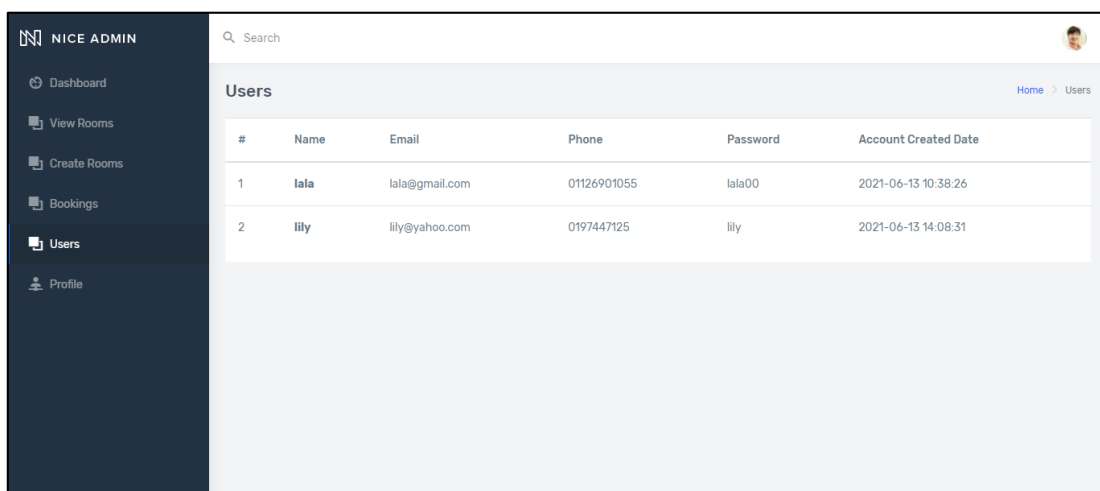 NICE ADMIN
Search
Dashboard
View Rooms
Create Rooms
Bookings
Users
Profile
Users
Home > Users
# Name Email Phone Password Account Created Date
1 lala lala@gmail.com 01126901055 lala00 2021-06-13 10:38:26
2 lily lily@yahoo.com 0197447125 lily 2021-06-13 14:08:31